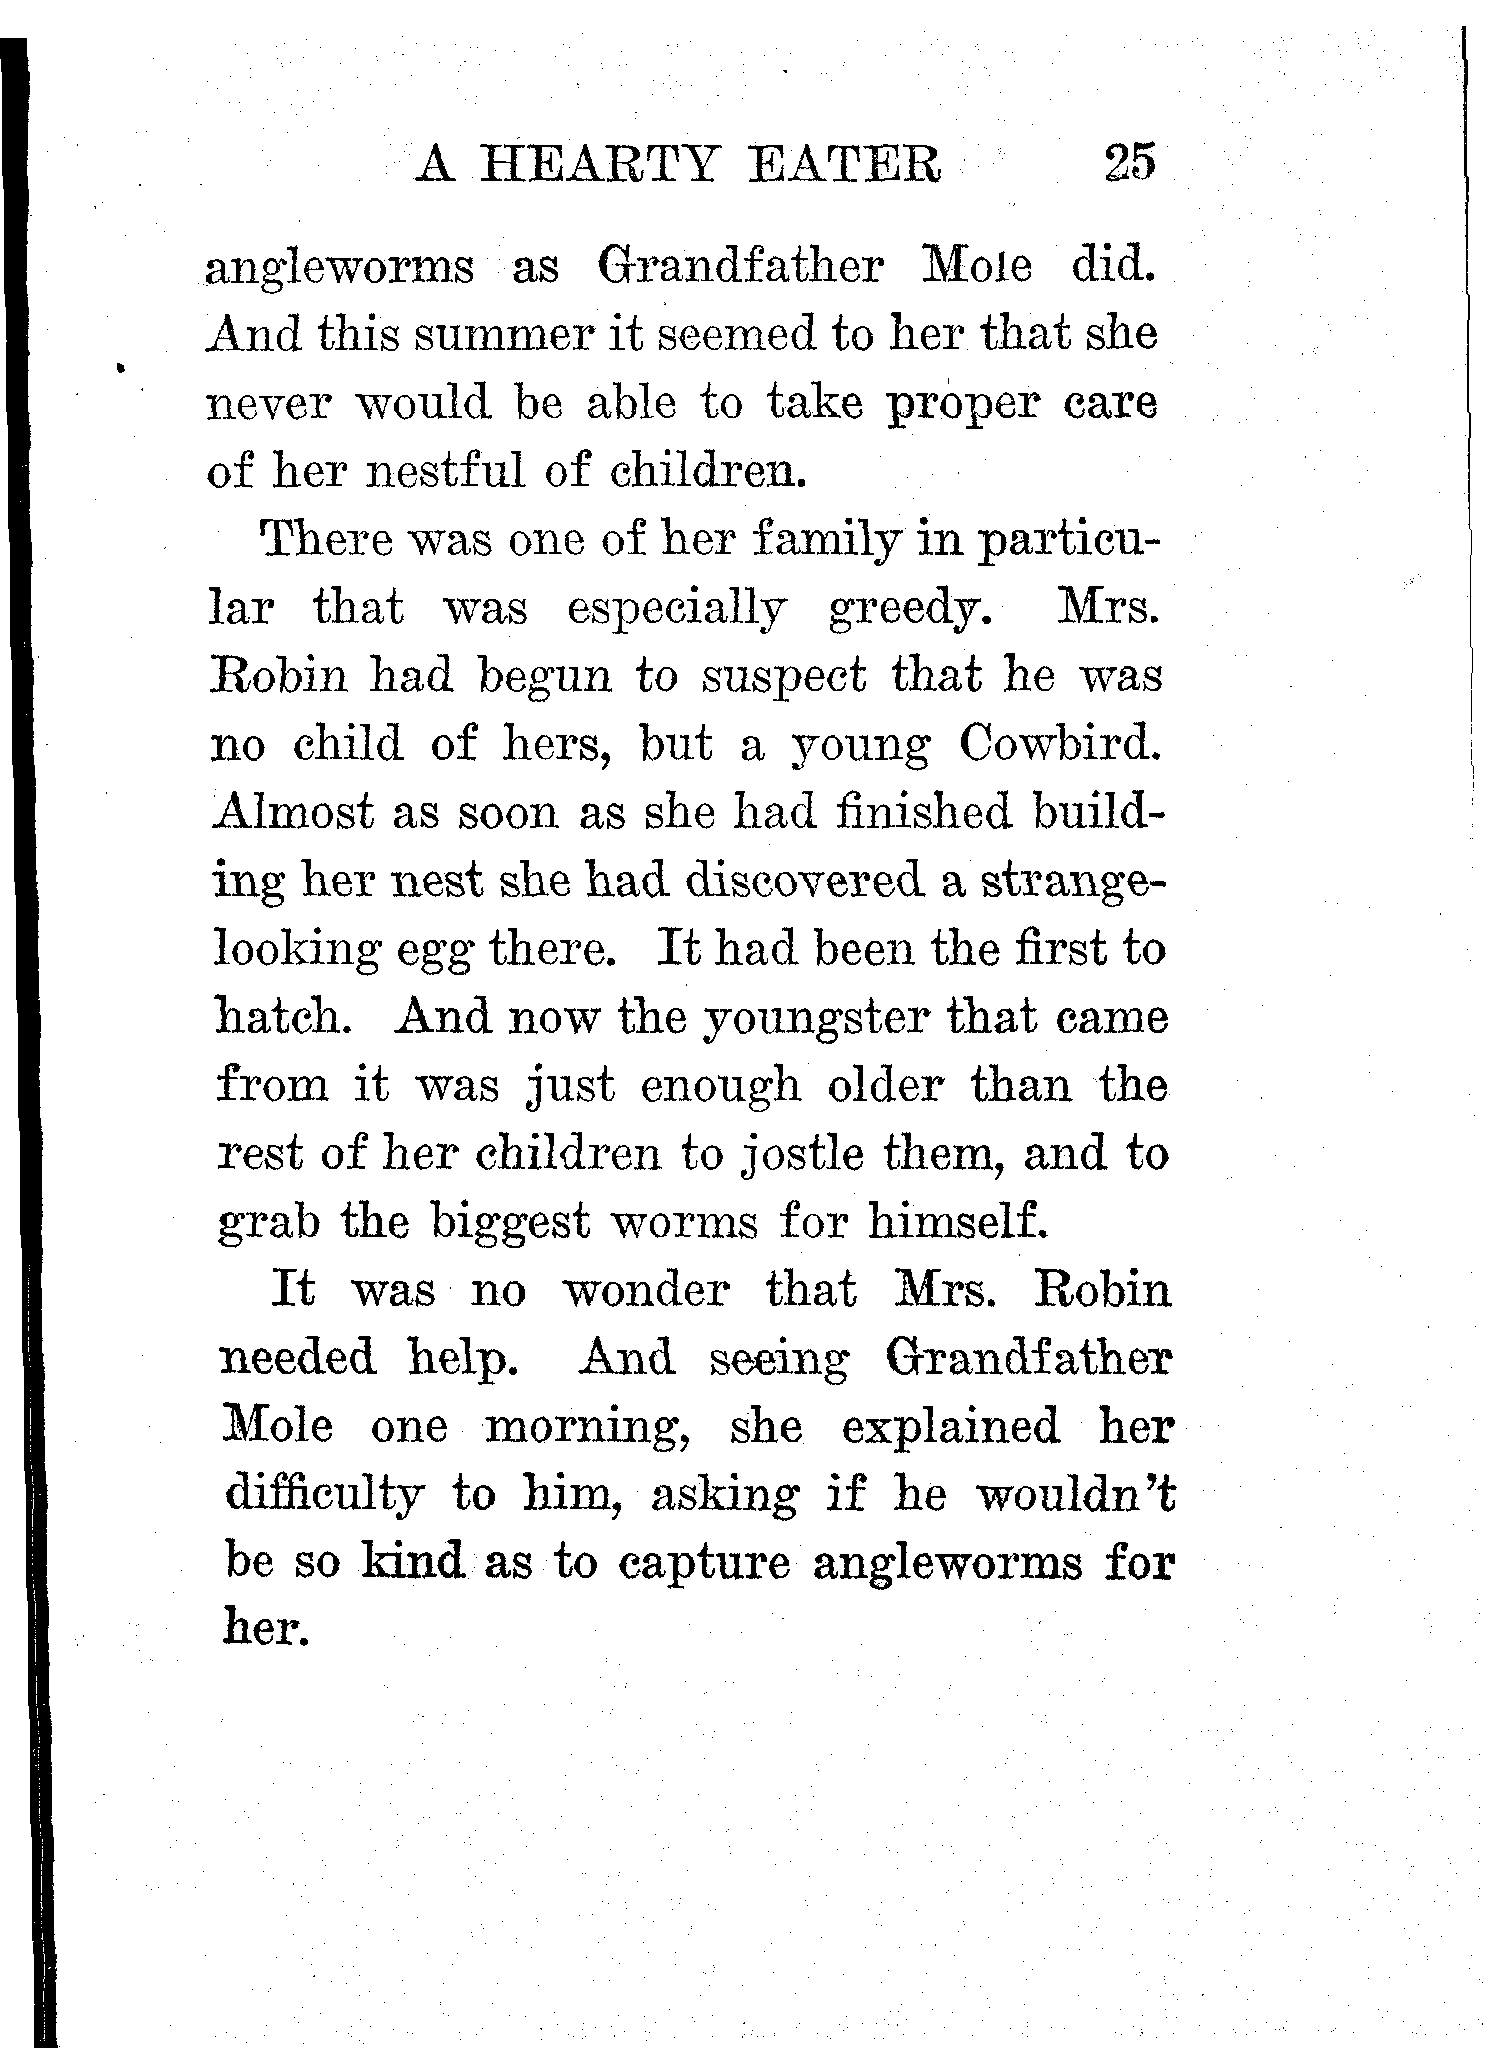 A HEARTY EATER 25
angleworms as Grandfather Mole did.
And this summer it seemed to her that she
never would be able to take proper care
of her nestful of children.
There was one of her family in particu-
lar that was especially greedy. Mrs.
Robin had begun to suspect that he was
no child of hers, but a young Cowbird.
Almost as soon as she had finished build-
ing her nest she had discovered a strange-
looking egg there. It had been the first to
hatch. And now the youngster that came
from it was just enough older than the
rest of her children to jostle them, and to
grab the biggest worms for himself.
It was no wonder that Mrs. Robin
needed help. And seeing Grandfather
Mole one morning, she explained her
difficulty to him, asking if he wouldn't
be so kind as to capture angleworms for
her.